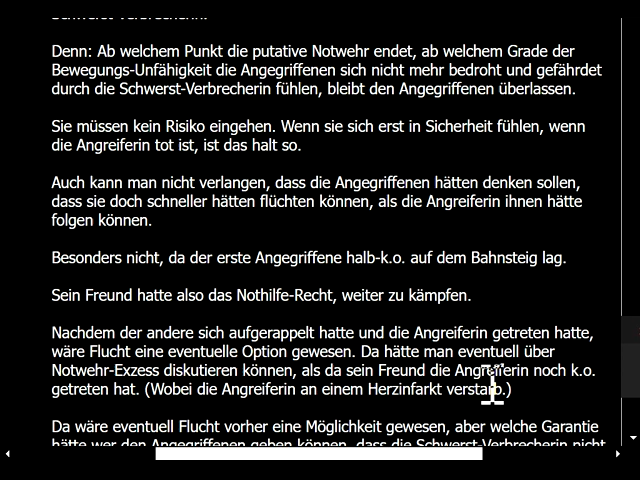 Denn: Ab welchem Punkt die putative Notwehr endet, ab welchem Grade der
Bewegungs-Unfähigkeit die Angegriffenen sich nicht mehr bedroht und gefährdet
durch die Schwerst-Verbrecherin fühlen, bleibt den Angegriffenen überlassen.
Sie müssen kein Risiko eingehen. Wenn sie sich erst in Sicherheit fühlen, wenn
die Angreiferin tot ist, ist das halt so.
Auch kann man nicht verlangen, dass die Angegriffenen hätten denken sollen,
dass sie doch schneller hätten flüchten können, als die Angreiferin ihnen hätte
folgen können.
Besonders nicht, da der erste Angegriffene halb-k.o. auf dem Bahnsteig lag.
Sein Freund hatte also das Nothilfe-Recht, weiter zu kämpfen.
Nachdem der andere sich aufgerappelt hatte und die Angreiferin getreten hatte,
wäre Flucht eine eventuelle Option gewesen. Da hätte man eventuell über
Notwehr-Exzess diskutieren können, als da sein Freund die Angreiferin noch k.o.
getreten hat. (Wobei die Angreiferin an einem Herzinfarkt verstarb.)
Da wäre eventuell Flucht vorher eine Möglichkeit gewesen, aber welche Garantie
hätte wer den Angegriffenen geben können, dass die Schwerst-Verbrecherin nicht